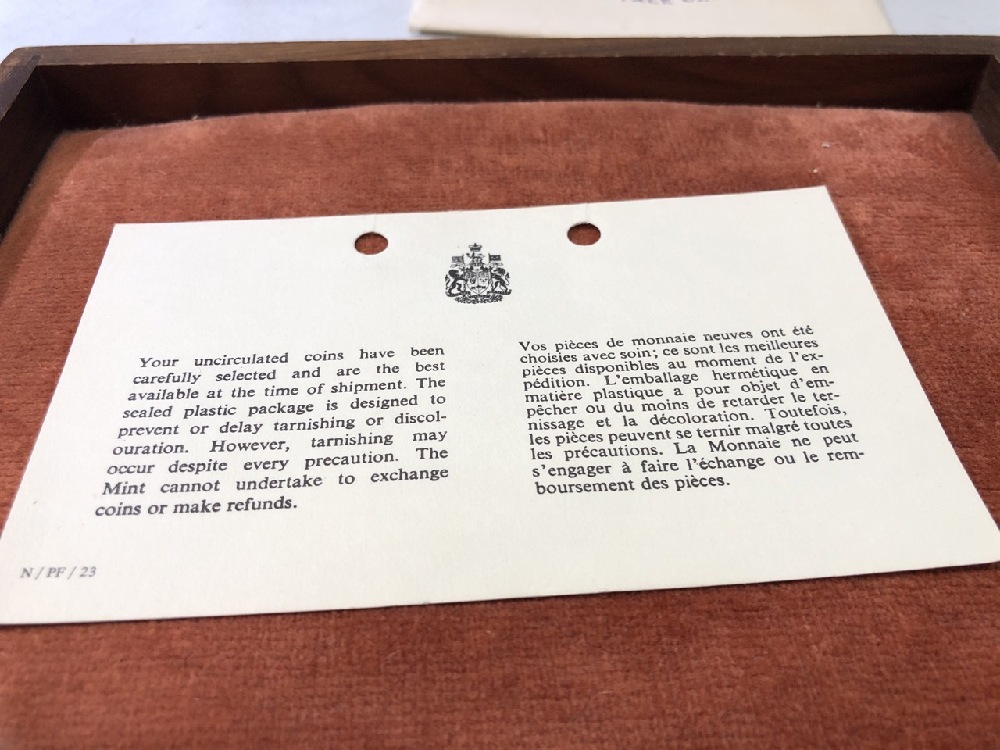 Your uncirculated coins have been
carefully selected and are the best
available at the time of shipment. The
sealed plastic package is designed to
prevent or delay tarnishing or discol-
ouration. However, tarnishing may
occur despite every precaution. The
Mint cannot undertake to exchange
coins or make refunds.
Vos pièces de monnaie neuves ont été
choisies avec soin; ce sont les meilleures
pièces disponibles au moment de l'ex-
pédition. L'emballage hermétique en
matière plastique a pour objet d'em-
pêcher ou du moins de retarder le ter-
nissage et la décoloration. Toutefois,
les pièces peuvent se ternir malgré toutes
les précautions. La Monnaie ne peut
s'engager à faire l'échange ou le rem-
boursement des pièces.
N/PF/23